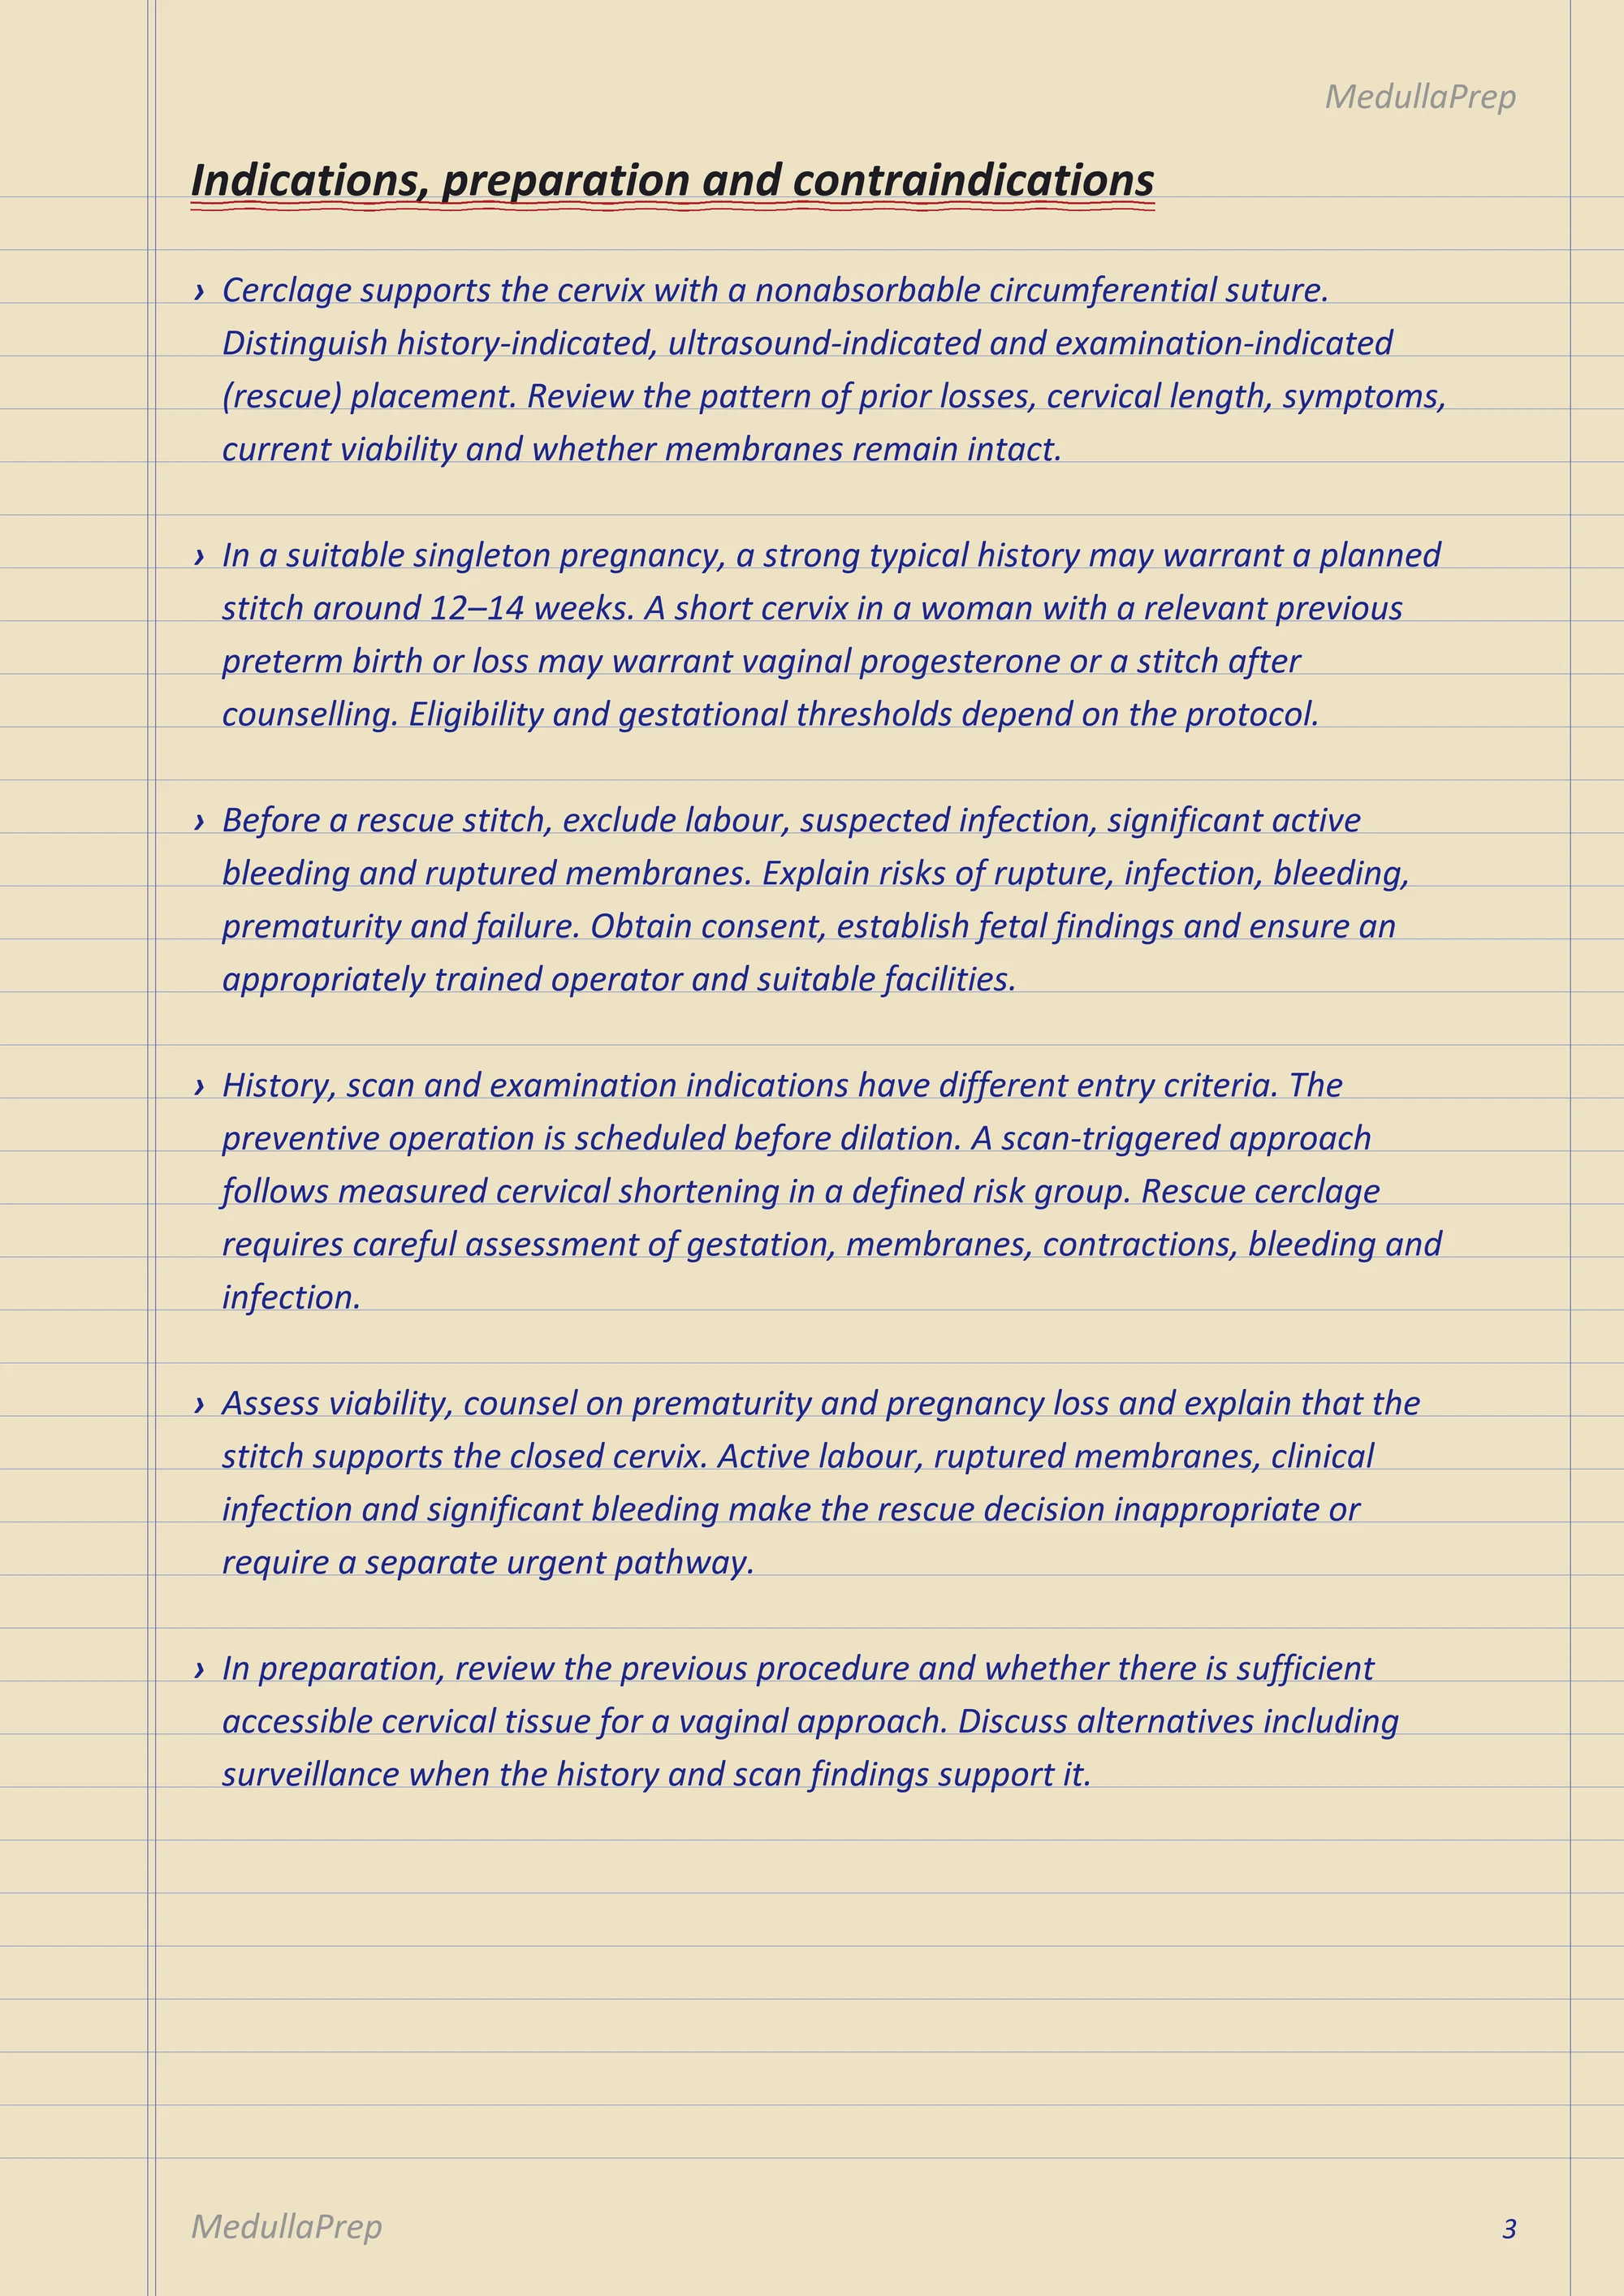 MedullaPrep
Indications, preparation and contraindications
› Cerclage supports the cervix with a nonabsorbable circumferential suture.
Distinguish history-indicated, ultrasound-indicated and examination-indicated
(rescue) placement. Review the pattern of prior losses, cervical length, symptoms,
current viability and whether membranes remain intact.
› In a suitable singleton pregnancy, a strong typical history may warrant a planned
stitch around 12–14 weeks. A short cervix in a woman with a relevant previous
preterm birth or loss may warrant vaginal progesterone or a stitch after
counselling. Eligibility and gestational thresholds depend on the protocol.
› Before a rescue stitch, exclude labour, suspected infection, significant active
bleeding and ruptured membranes. Explain risks of rupture, infection, bleeding,
prematurity and failure. Obtain consent, establish fetal findings and ensure an
appropriately trained operator and suitable facilities.
› History, scan and examination indications have different entry criteria. The
preventive operation is scheduled before dilation. A scan-triggered approach
follows measured cervical shortening in a defined risk group. Rescue cerclage
requires careful assessment of gestation, membranes, contractions, bleeding and
infection.
› Assess viability, counsel on prematurity and pregnancy loss and explain that the
stitch supports the closed cervix. Active labour, ruptured membranes, clinical
infection and significant bleeding make the rescue decision inappropriate or
require a separate urgent pathway.
› In preparation, review the previous procedure and whether there is sufficient
accessible cervical tissue for a vaginal approach. Discuss alternatives including
surveillance when the history and scan findings support it.
MedullaPrep
3